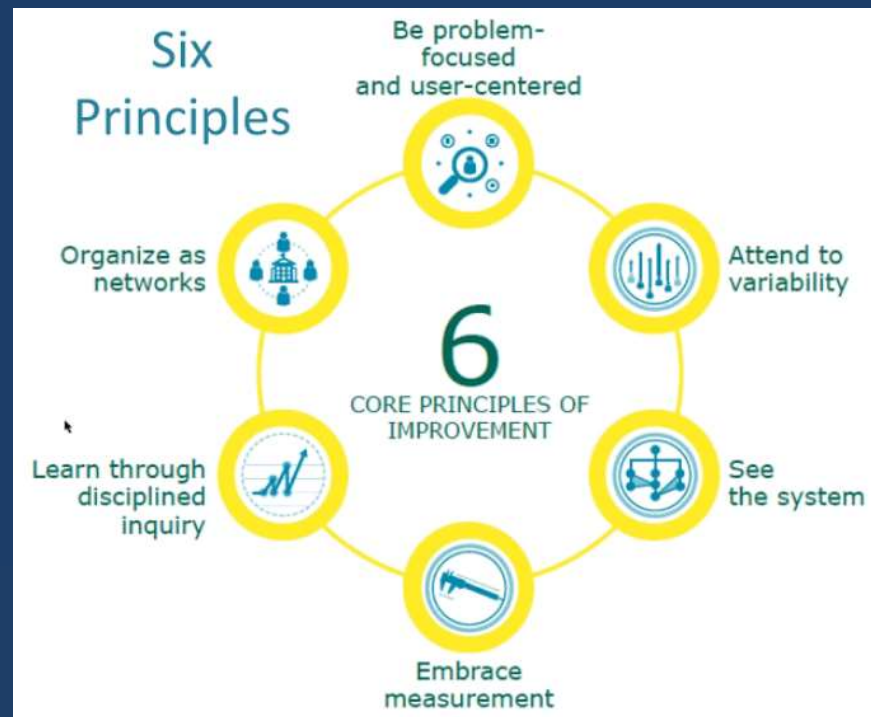 Six
Principles
Be problem-
focused
and user-centered
Attend to
variability
See
the system
Embrace
measurement
Learn through
disciplined
inquiry
Organize as
networks
6
CORE PRINCIPLES OF
IMPROVEMENT